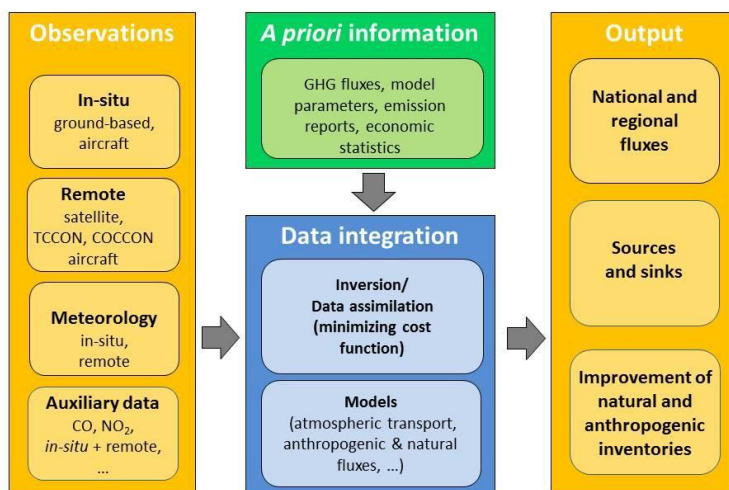 Observations
In-situ
ground-based,
aircraft
Remote
satellite,
TCCON, COCCON
aircraft
Meteorology
in-situ,
remote
Auxiliary data
CO, NO₂,
in-situ + remote,
...
A priori information
GHG fluxes, model
parameters, emission
reports, economic
statistics
Data integration
Inversion/
Data assimilation
(minimizing cost
function)
Models
(atmospheric transport,
anthropogenic & natural
fluxes, ...)
Output
National and
regional
fluxes
Sources
and sinks
Improvement of
natural and
anthropogenic
inventories